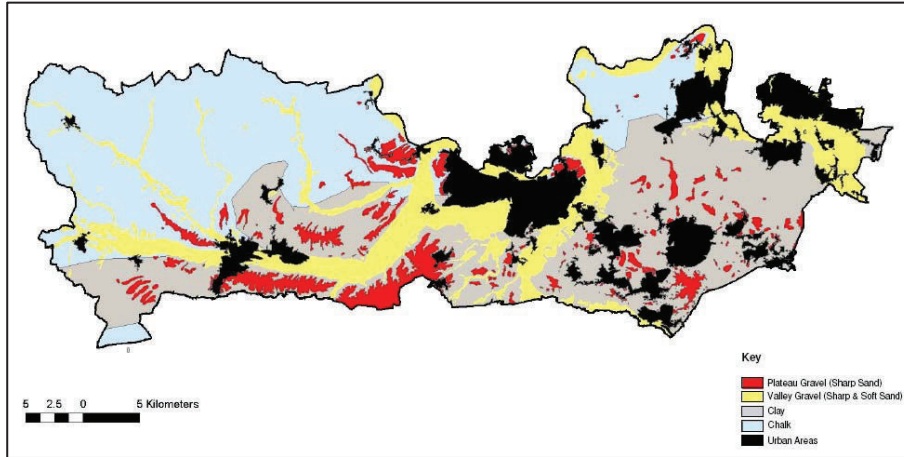 Key
Plateau Gravel (Sharp Sand)
Valley Gravel (Sharp & Soft Sand)
Clay
Chalk
Urban Areas
5 2.5 0 5 Kilometers